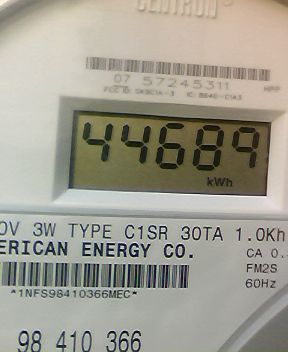 CENTRON
07 57245311
HPP
44689
kWh
0V 3W TYPE C1SR 30TA 1.0Kh
ERICAN ENERGY CO.
CA 0.
FM2S
60Hz
*1NFS98410366MEC*
98 410 366